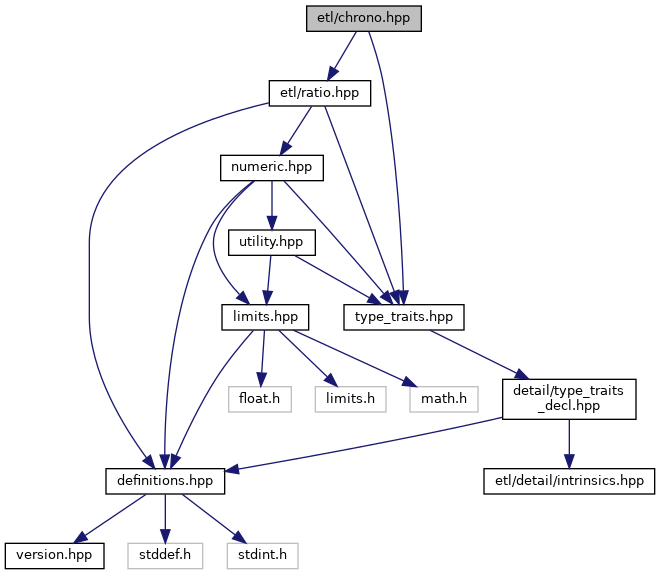 etl/chrono.hpp
etl/ratio.hpp
numeric.hpp
utility.hpp
limits.hpp
type_traits.hpp
float.h
limits.h
math.h
detail/type_traits
_decl.hpp
definitions.hpp
etl/detail/intrinsics.hpp
version.hpp
stddef.h
stdint.h